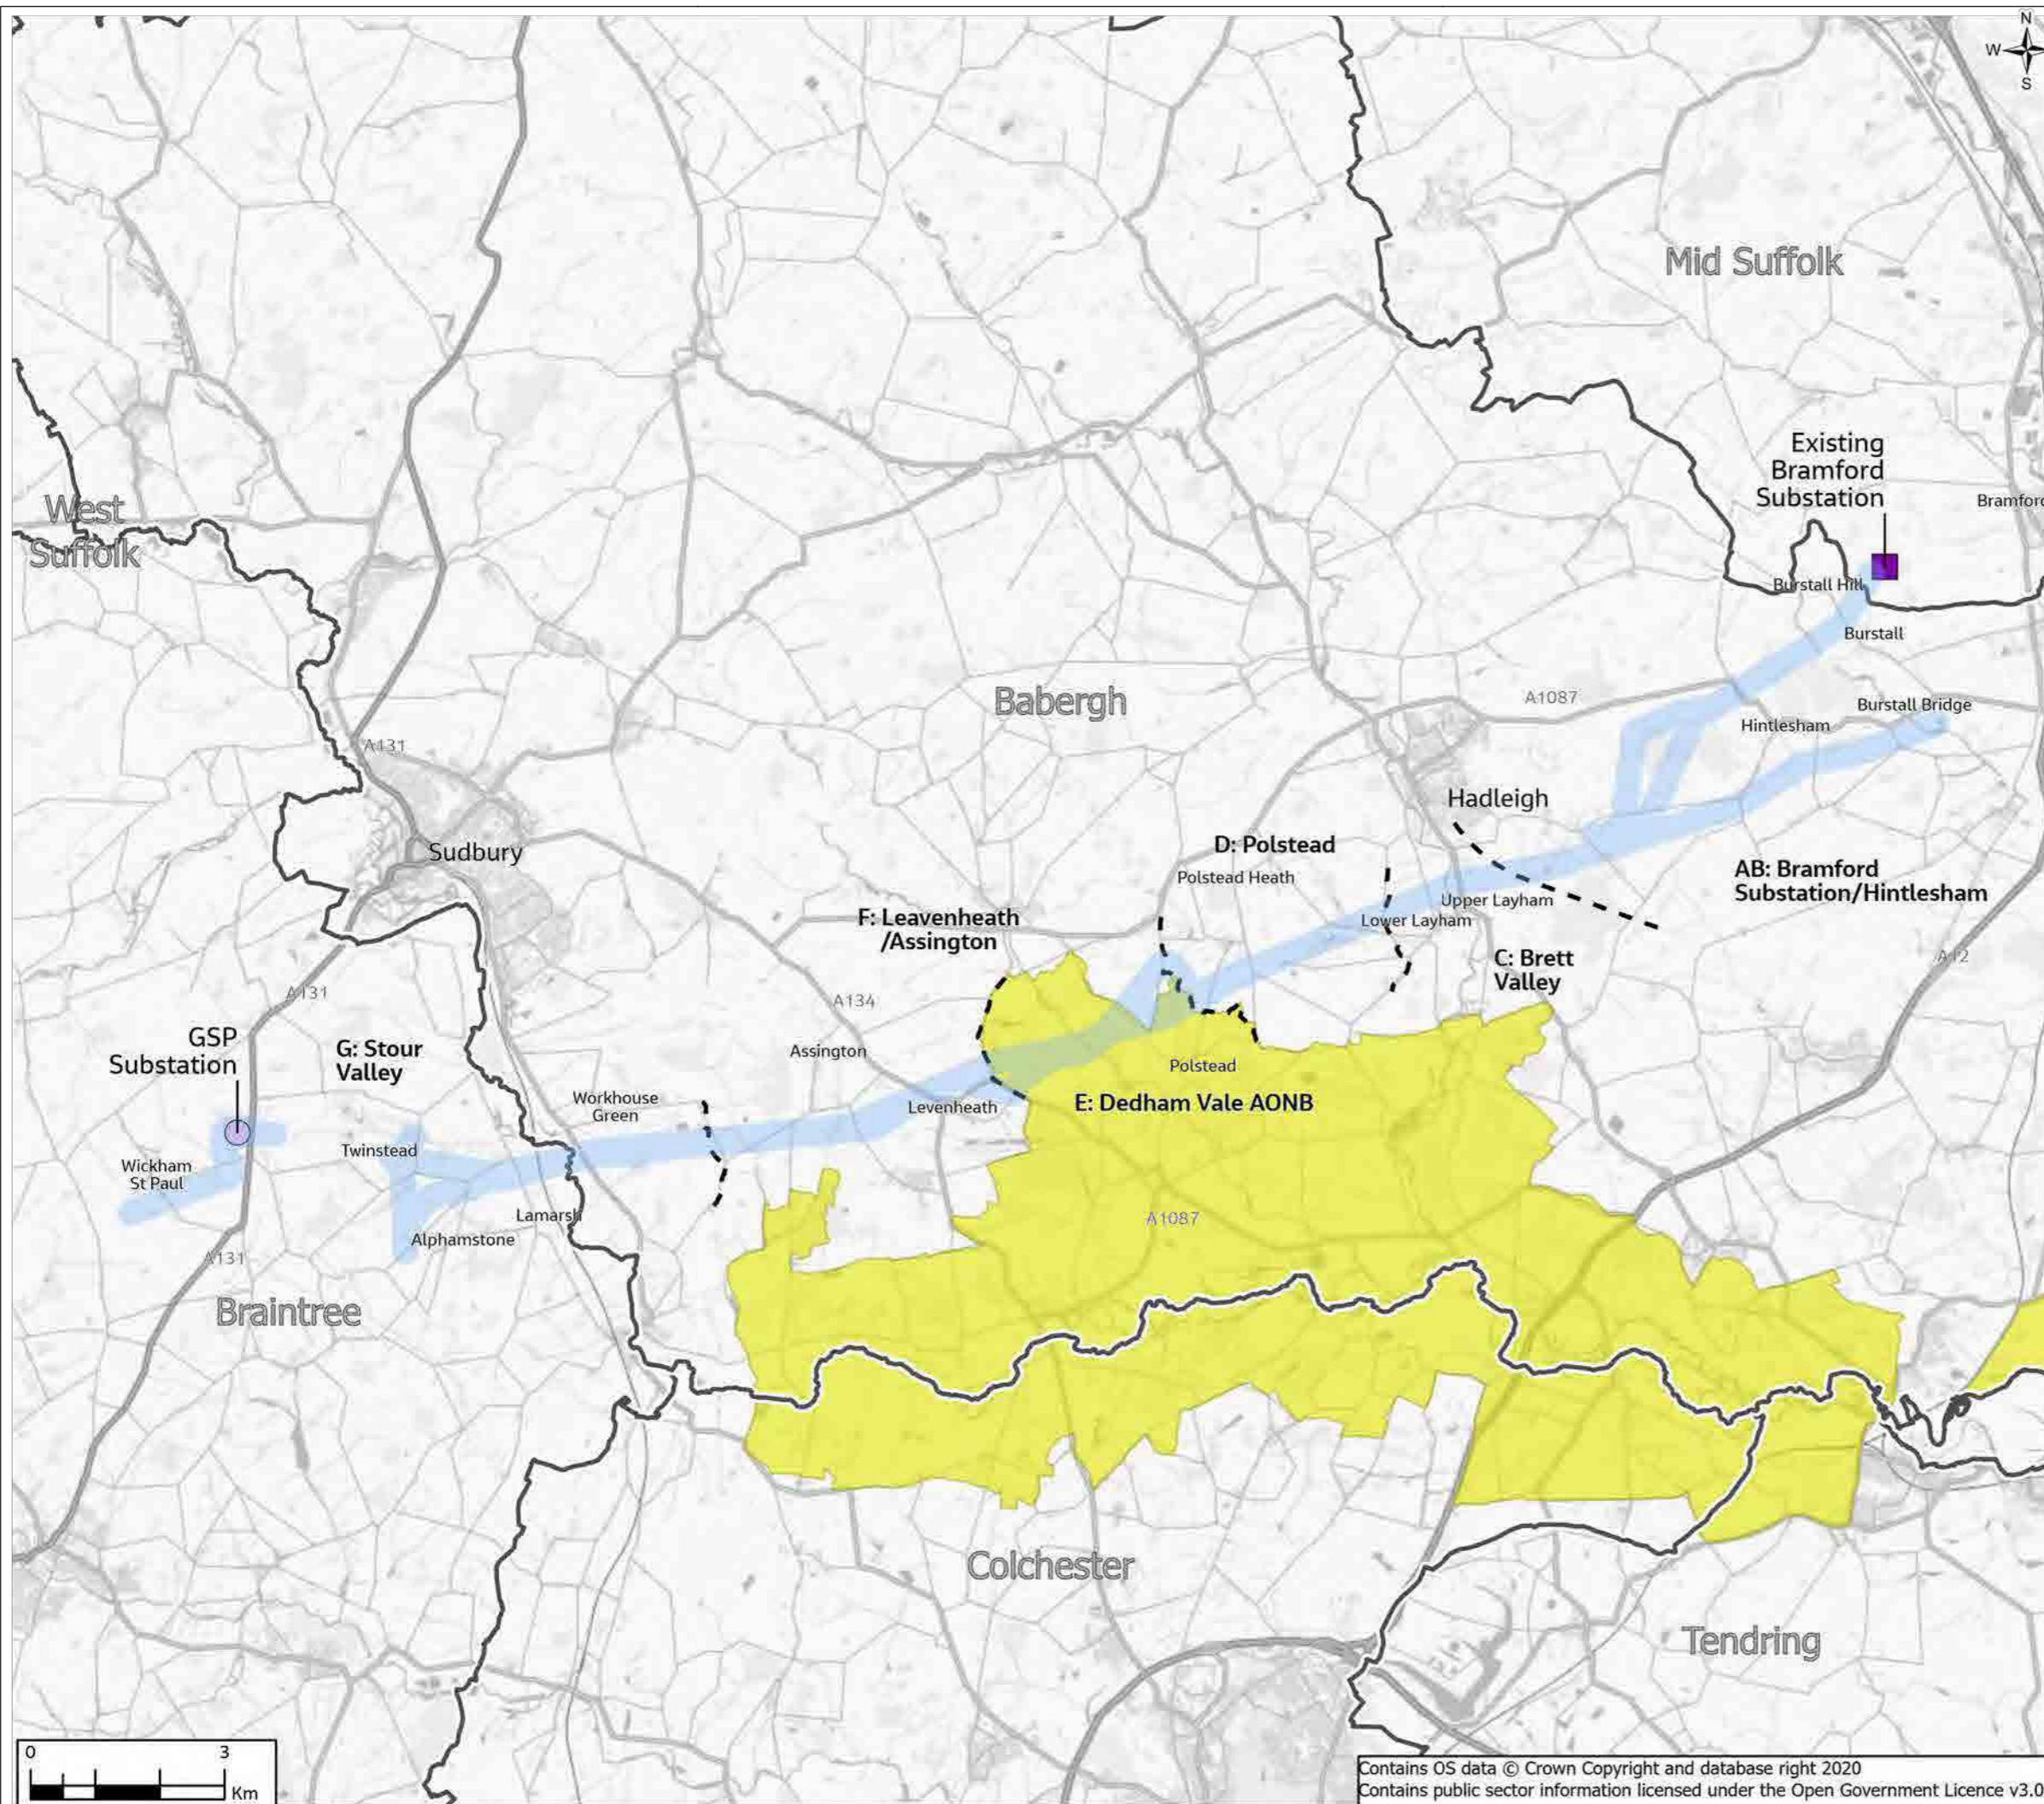 N
W
S
Mid Suffolk
Existing
Bramford
Substation
Bramford
West
Suffolk
Burstall Hill
Burstall
A1087
Babergh
Burstall Bridge
Hintlesham
A131
Hadleigh
Sudbury
D: Polstead
Polstead Heath
AB: Bramford
Substation/Hintlesham
Upper Layham
Lower Layham
F: Leavenheath
/Assington
C: Brett
Valley
A12
A131
A134
GSP
Substation
G: Stour
Valley
Assington
Polstead
Workhouse
Green
Levenheath
E: Dedham Vale AONB
Twinstead
Wickham
St Paul
Lamarsh
Alphamstone
A1087
A131
Braintree
Colchester
Tendring
0 3
Km
Contains OS data © Crown Copyright and database right 2020
Contains public sector information licensed under the Open Government Licence v3.0